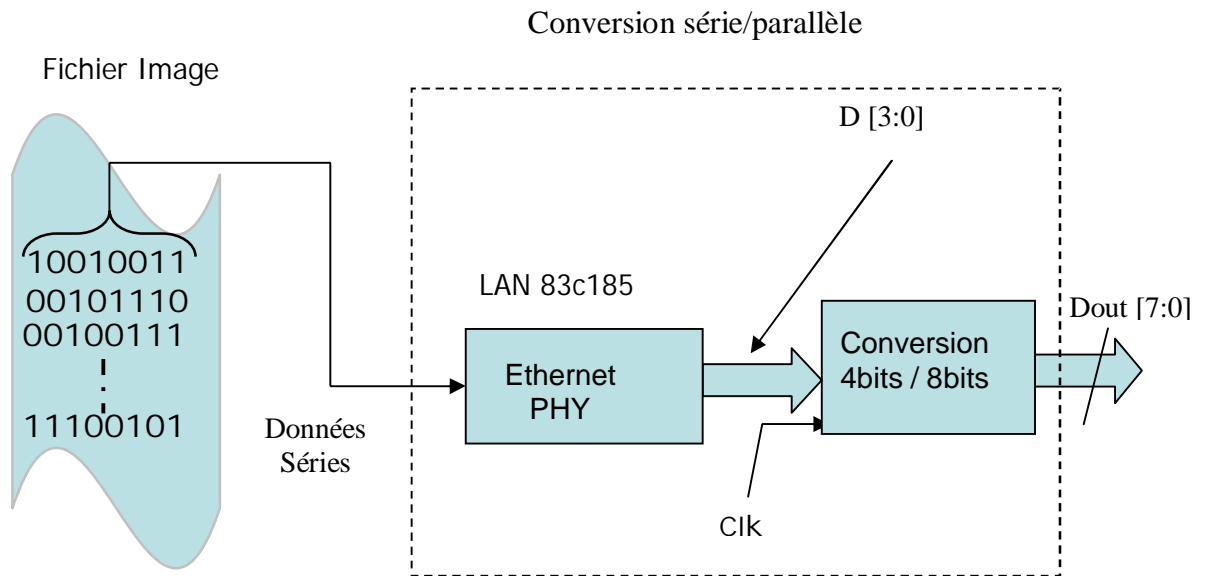 Conversion série/parallèle
Fichier Image
D [3:0]
10010011
00101110
00100111
11100101
LAN 83c185
Ethernet
PHY
Conversion
4bits / 8bits
Dout [7:0]
Données
Séries
Clk